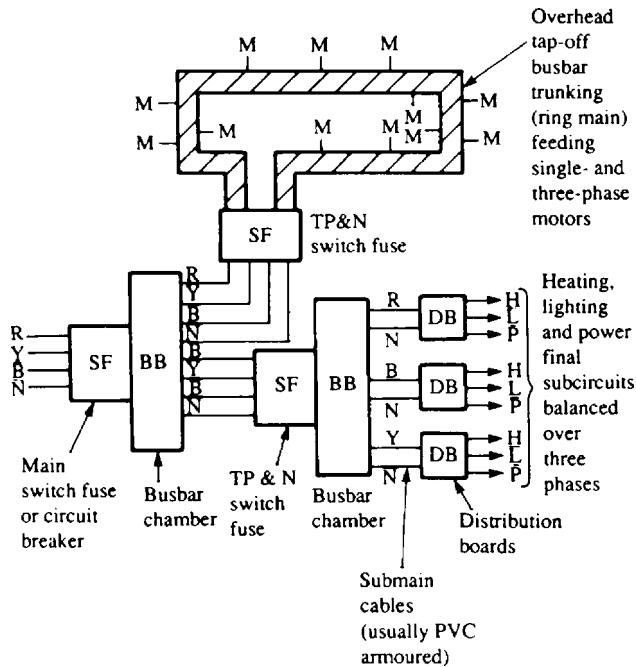 M M M
Overhead
tap-off
busbar
trunking
(ring main)
feeding
single- and
three-phase
motors
M M
M
M M M M M M
SF
TP&N
switch fuse
R
Y
B
N
B
Y
B
N
R
Y
B
N
SF
BB
SF
BB
R
N
DB
H
L
P
B
N
DB
H
L
P
Y
N
DB
H
L
P
Heating,
lighting
and power
final
subcircuits
balanced
over
three
phases
Main
switch fuse
or circuit
breaker
Busbar
chamber
TP & N
switch
fuse
Busbar
chamber
Distribution
boards
Submain
cables
(usually PVC
armoured)